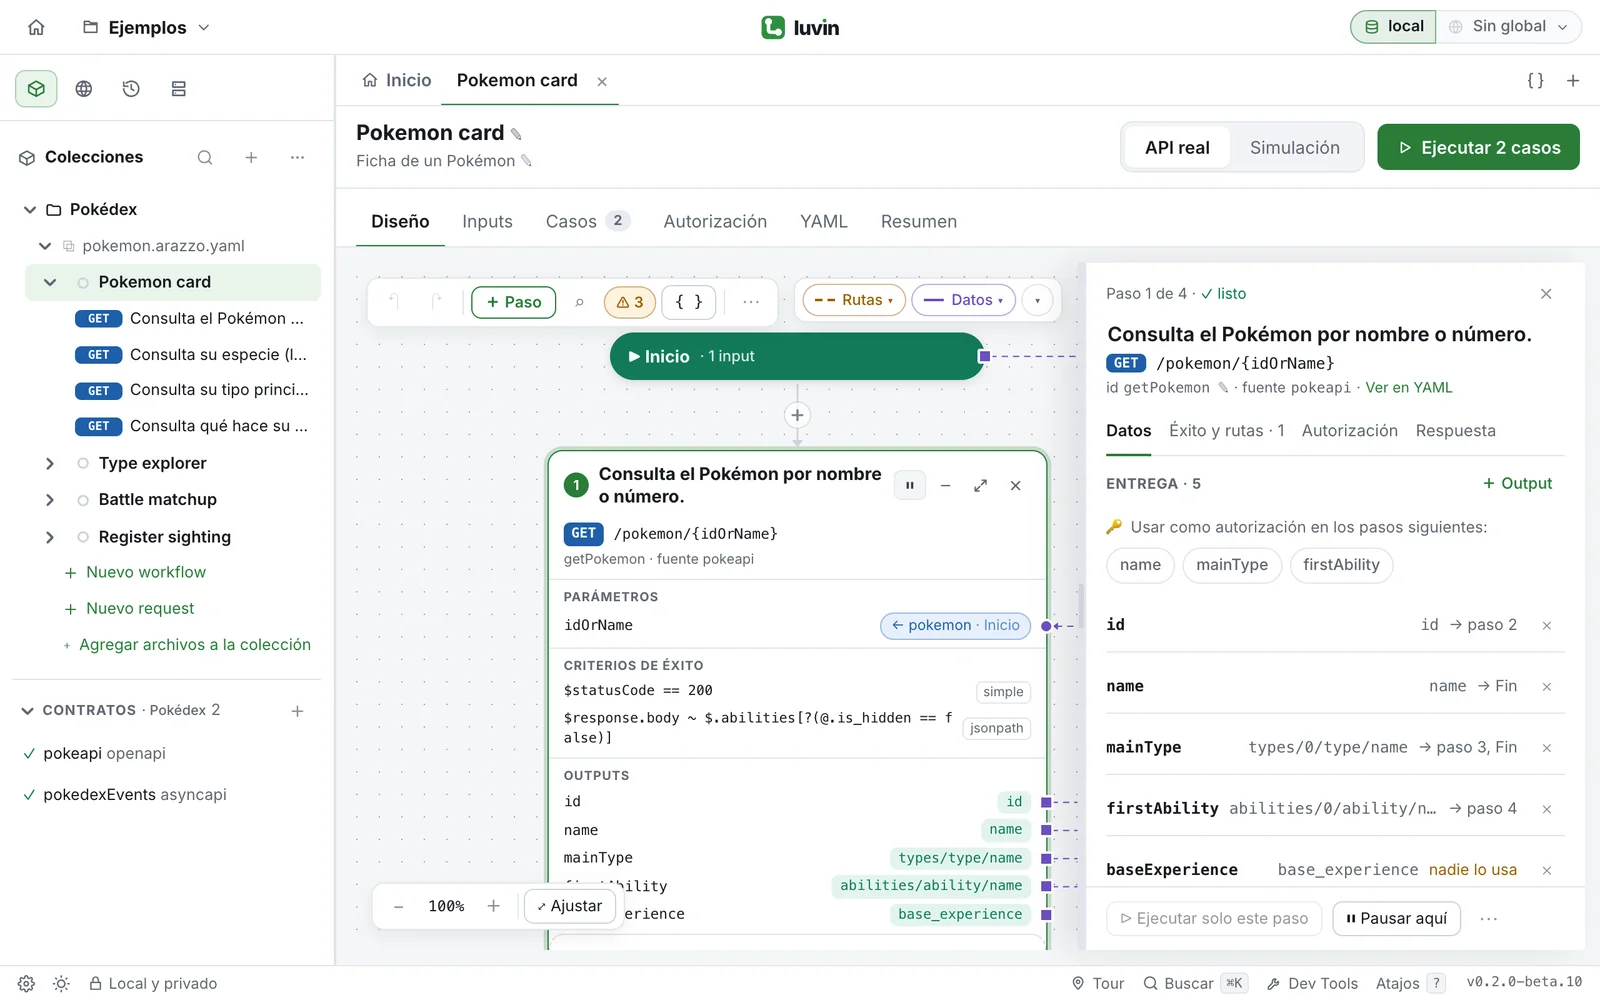 Ejemplos
luvin
local
Sin global
Inicio
Pokemon card
{ }
Colecciones
Pokemon card
Ficha de un Pokémon
API real
Simulación
Ejecutar 2 casos
Pokédex
pokemon.arazzo.yaml
Pokemon card
GET Consulta el Pokémon ...
GET Consulta su especie (l...
GET Consulta su tipo princi...
GET Consulta qué hace su ...
Type explorer
Battle matchup
Register sighting
+ Nuevo workflow
+ Nuevo request
+ Agregar archivos a la colección
CONTRATOS · Pokédex 2
pokeapi openapi
pokedexEvents asyncapi
Diseño
Inputs
Casos 2
Autorización
YAML
Resumen
+ Paso
3
{ }
...
Rutas
Datos
Inicio · 1 input
1
Consulta el Pokémon por nombre
o número.
GET /pokemon/{idOrName}
getPokemon · fuente pokeapi
PARÁMETROS
idOrName
← pokemon · Inicio
CRITERIOS DE ÉXITO
$statusCode == 200
simple
$response.body ~ $.abilities[?(@.is_hidden == f
alse)]
jsonpath
OUTPUTS
id
id
name
name
mainType
types/type/name
Ability
abilities/ability/name
erience
base_experience
− 100% +
Ajustar
Paso 1 de 4 · ✓ listo
Consulta el Pokémon por nombre o número.
GET /pokemon/{idOrName}
id getPokemon · fuente pokeapi · Ver en YAML
Datos
Éxito y rutas · 1
Autorización
Respuesta
ENTREGA · 5
+ Output
Usar como autorización en los pasos siguientes:
name
mainType
firstAbility
id
id → paso 2
name
name → Fin
mainType
types/0/type/name → paso 3, Fin
firstAbility
abilities/0/ability/n… → paso 4
baseExperience
base_experience nadie lo usa
Ejecutar solo este paso
Pausar aquí
...
Local y privado
Tour
Buscar ⌘K
Dev Tools
Atajos ?
v0.2.0-beta.10